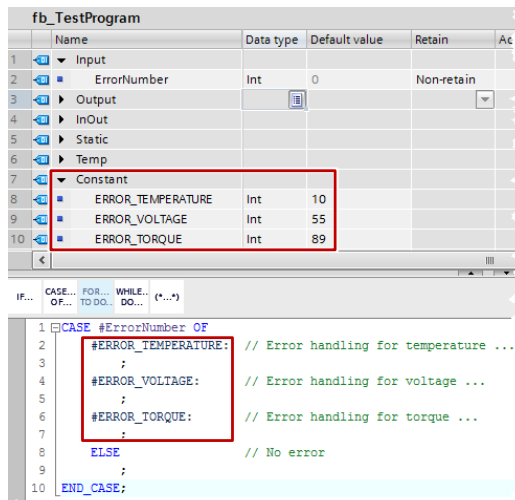 fb_TestProgram
Name Data type Default value Retain Ac
1 Input
2 ErrorNumber Int 0 Non-retain
3 Output
4 InOut
5 Static
6 Temp
7 Constant
8 ERROR_TEMPERATURE Int 10
9 ERROR_VOLTAGE Int 55
10 ERROR_TORQUE Int 89
IF... CASE... OF... FOR... TO DO.. WHILE.. DO... (*...*)
1 CASE #ErrorNumber OF
2 #ERROR_TEMPERATURE: // Error handling for temperature ...
3 ;
4 #ERROR_VOLTAGE: // Error handling for voltage ...
5 ;
6 #ERROR_TORQUE: // Error handling for torque ...
7 ;
8 ELSE // No error
9 ;
10 END_CASE;